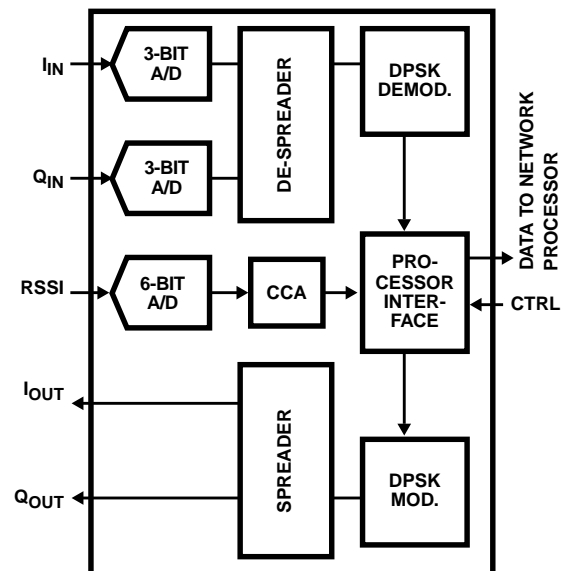 I_IN
3-BIT
A/D
DE-SPREADER
DPSK
DEMOD.
Q_IN
3-BIT
A/D
DATA TO NETWORK
PROCESSOR
RSSI
6-BIT
A/D
CCA
PRO-
CESSOR
INTER-
FACE
CTRL
I_OUT
SPREADER
Q_OUT
DPSK
MOD.